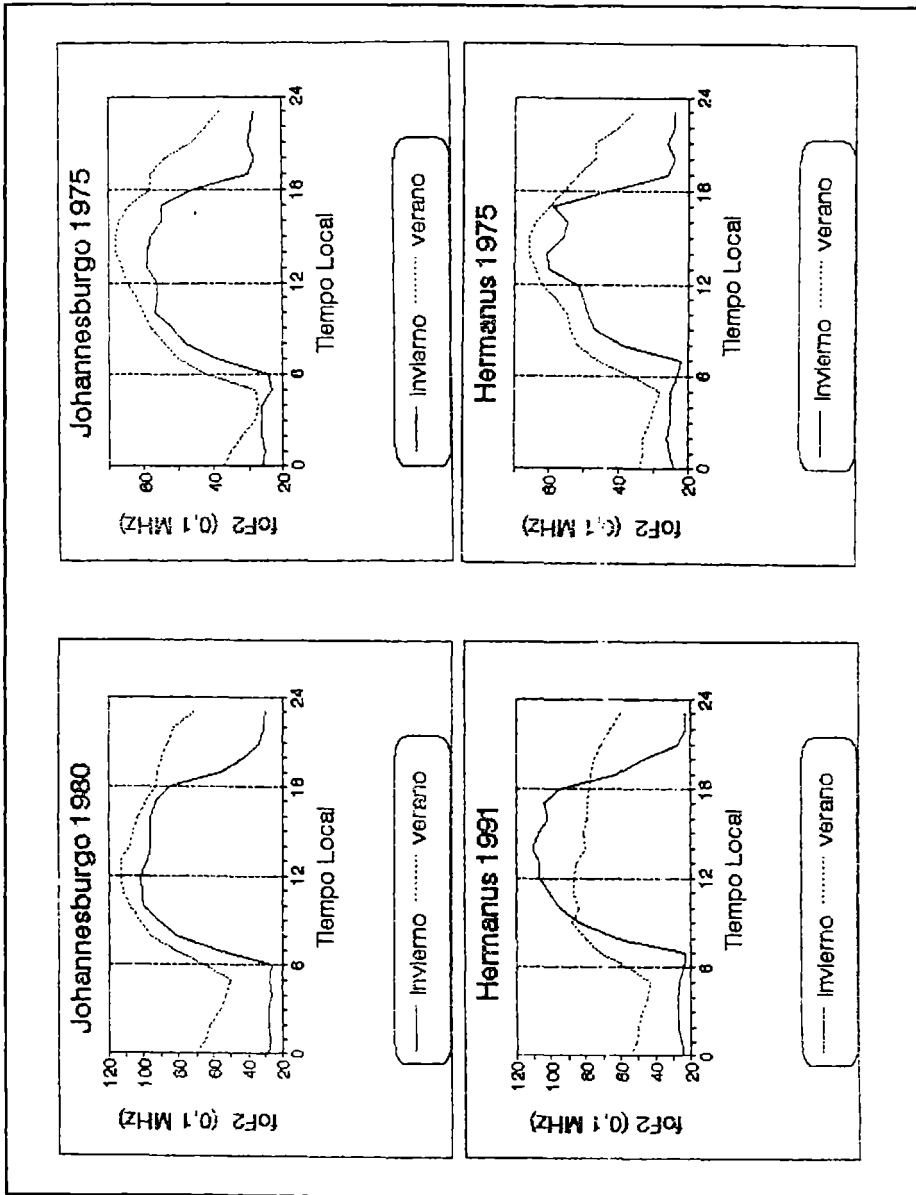 Johannesburgo 1980
foF2 (0,1 MHz)
120
100
80
60
40
20
0 6 12 18 24
Tiempo Local
Invierno verano
Johannesburgo 1975
foF2 (0,1 MHz)
80
60
40
20
0 6 12 18 24
Tiempo Local
Invierno verano
Hermanus 1991
foF2 (0,1 MHz)
120
100
80
60
40
20
0 6 12 18 24
Tiempo Local
Invierno verano
Hermanus 1975
foF2 (0,1 MHz)
60
40
20
0 6 12 18 24
Tiempo Local
Invierno verano